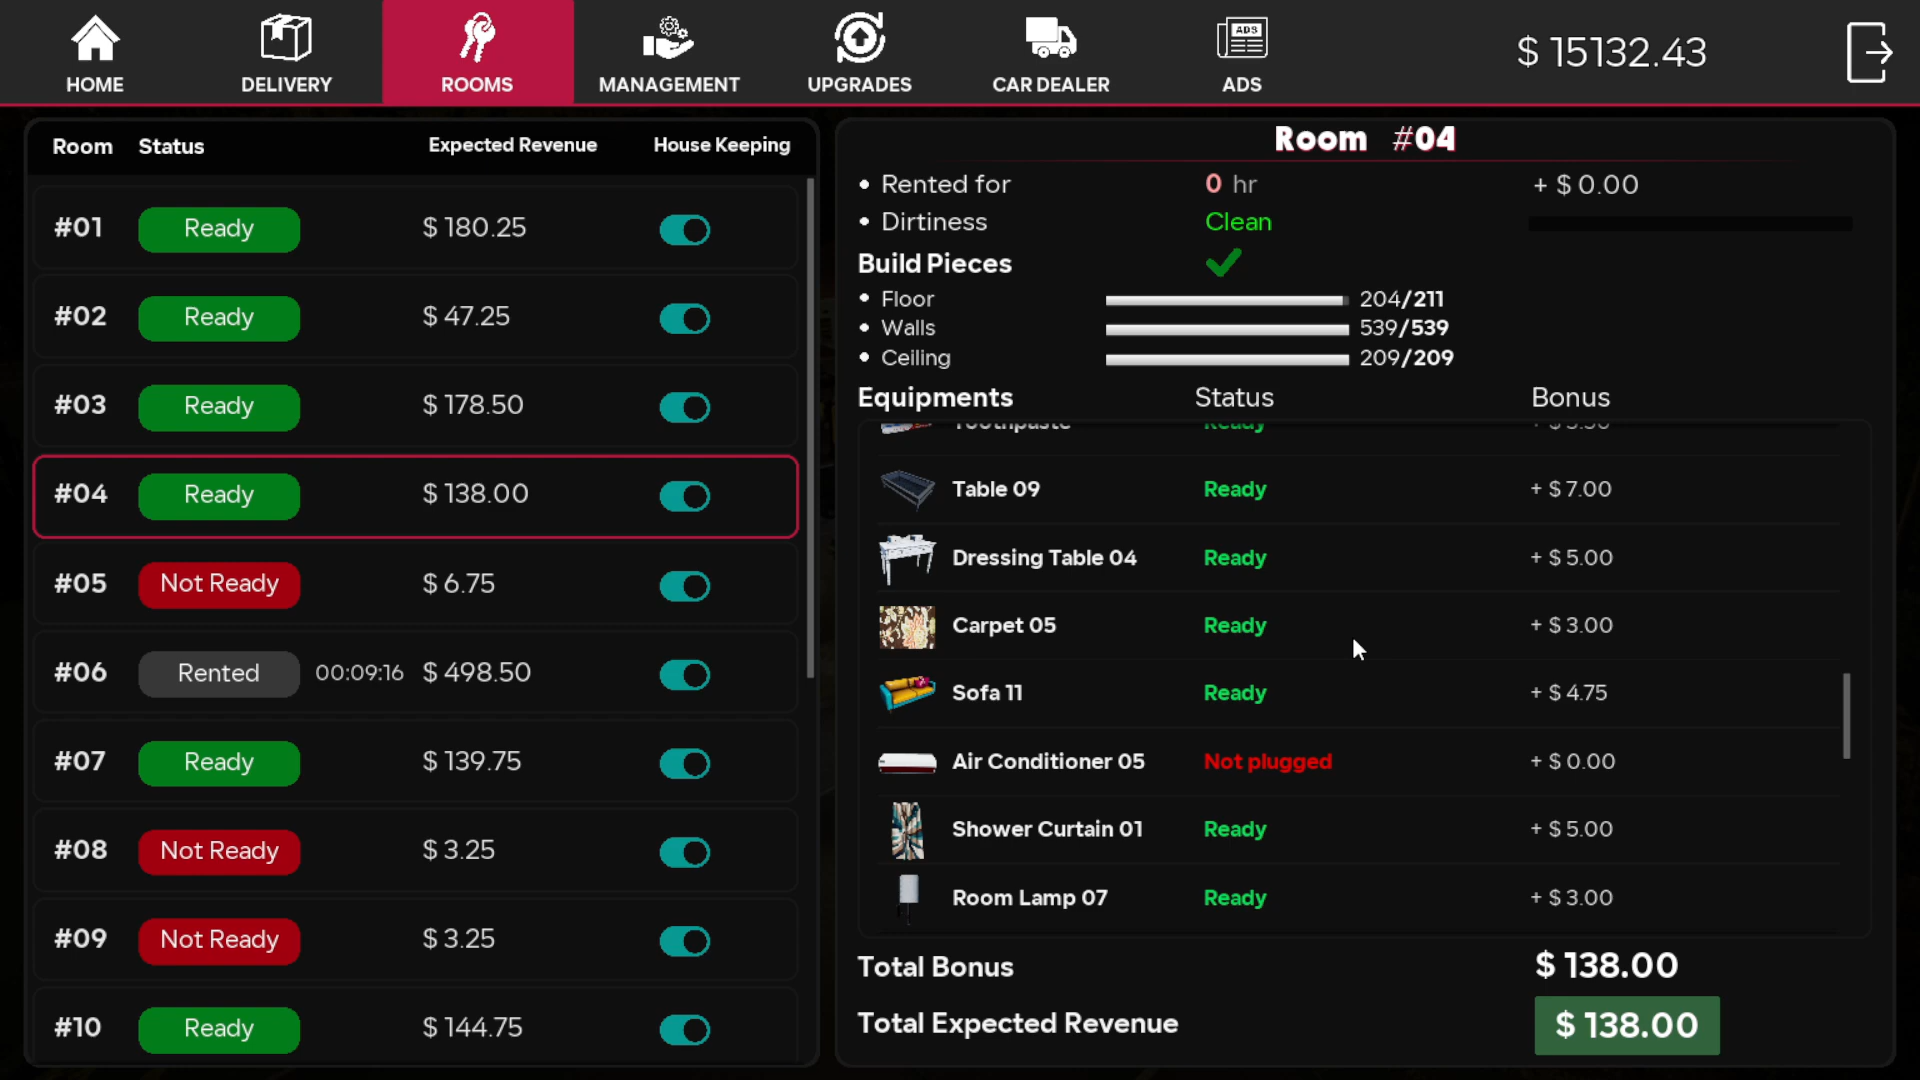 HOME
DELIVERY
ROOMS
MANAGEMENT
UPGRADES
CAR DEALER
ADS
ADS
$ 15132.43
Room Status Expected Revenue House Keeping
#01 Ready $ 180.25
#02 Ready $ 47.25
#03 Ready $ 178.50
#04 Ready $ 138.00
#05 Not Ready $ 6.75
#06 Rented 00:09:16 $ 498.50
#07 Ready $ 139.75
#08 Not Ready $ 3.25
#09 Not Ready $ 3.25
#10 Ready $ 144.75
Room #04
• Rented for 0 hr + $ 0.00
• Dirtiness Clean
Build Pieces
• Floor 204/211
• Walls 539/539
• Ceiling 209/209
Equipments Status Bonus
Toothpaste Ready
Table 09 Ready + $ 7.00
Dressing Table 04 Ready + $ 5.00
Carpet 05 Ready + $ 3.00
Sofa 11 Ready + $ 4.75
Air Conditioner 05 Not plugged + $ 0.00
Shower Curtain 01 Ready + $ 5.00
Room Lamp 07 Ready + $ 3.00
Total Bonus $ 138.00
Total Expected Revenue $ 138.00